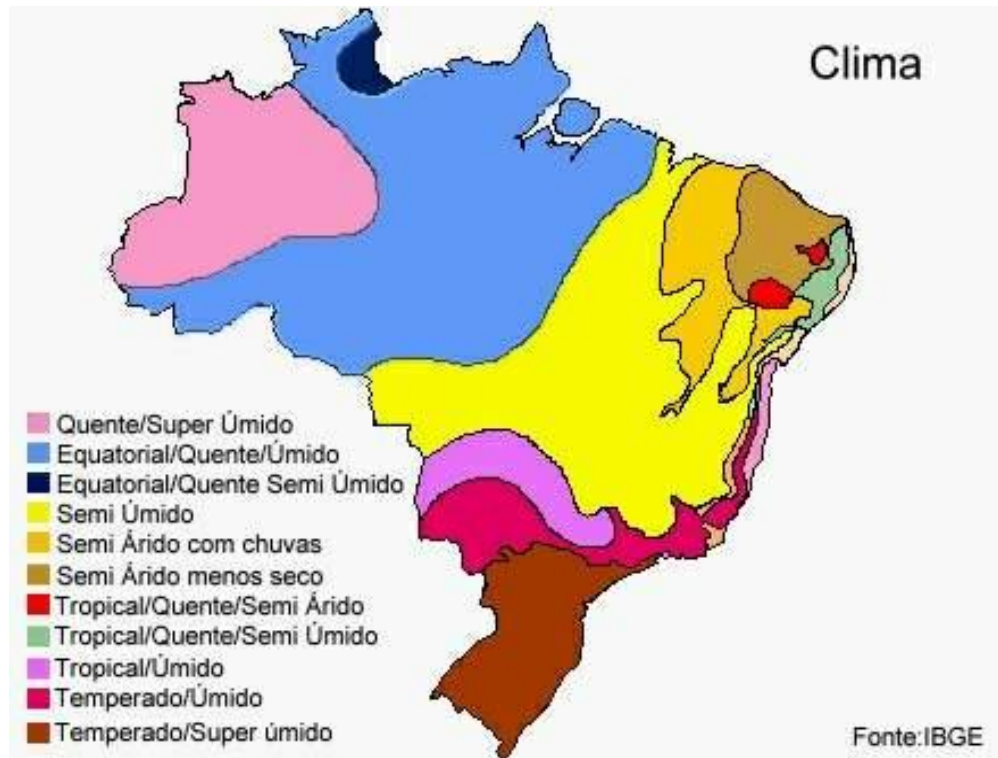 Clima
Quente/Super Úmido
Equatorial/Quente/Úmido
Equatorial/Quente Semi Úmido
Semi Úmido
Semi Árido com chuvas
Semi Árido menos seco
Tropical/Quente/Semi Árido
Tropical/Quente/Semi Úmido
Tropical/Úmido
Temperado/Úmido
Temperado/Super úmido
Fonte:IBGE